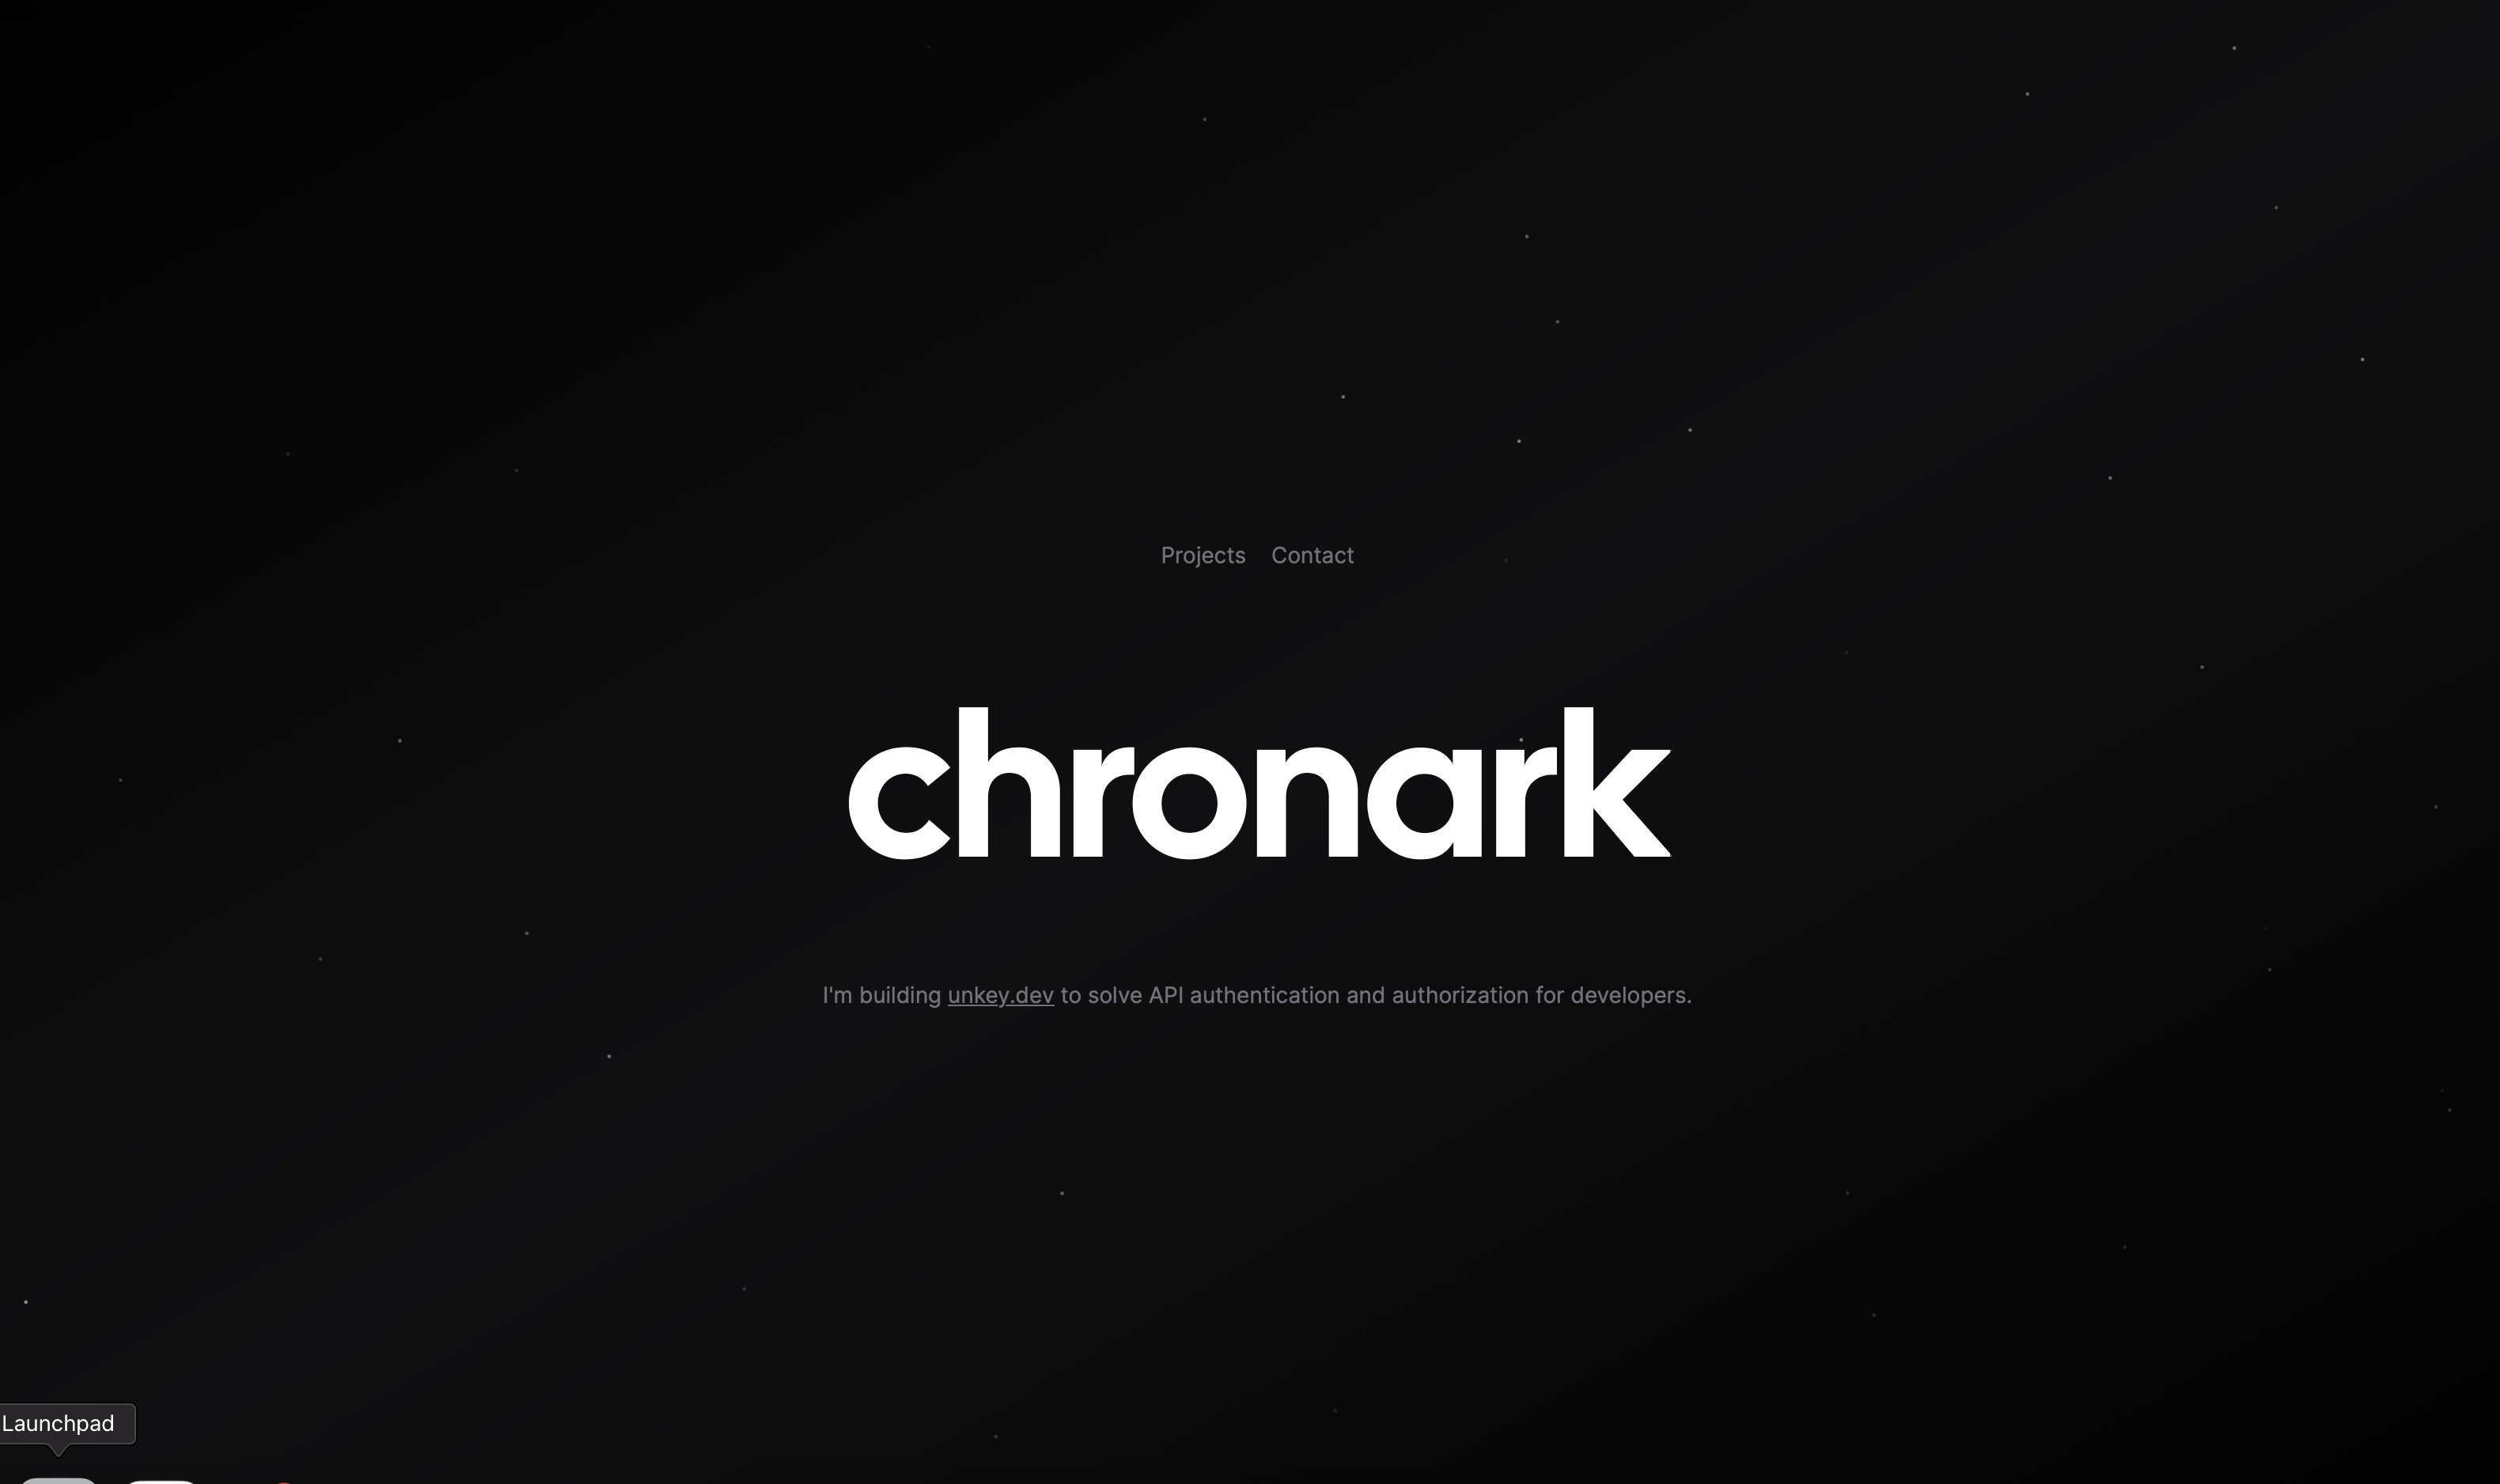 Projects Contact
chronark
I'm building unkey.dev to solve API authentication and authorization for developers.
Launchpad